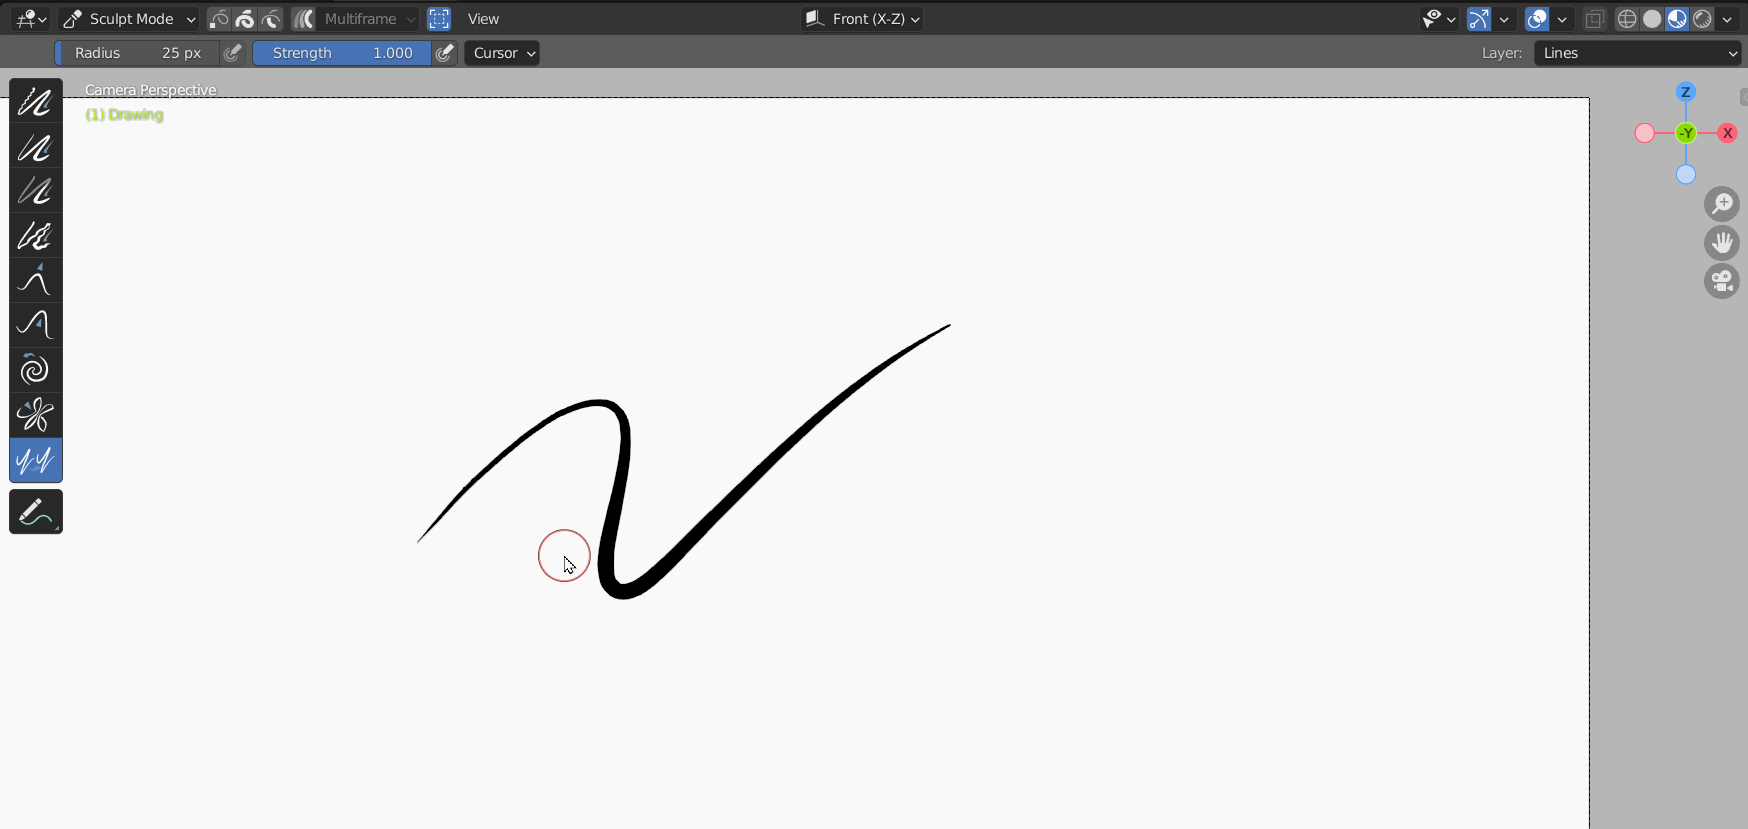 Sculpt Mode Multiframe View Front (X-Z)
Radius 25 px Strength 1.000 Cursor Layer: Lines
Camera Perspective
(1) Drawing
Z
-Y X